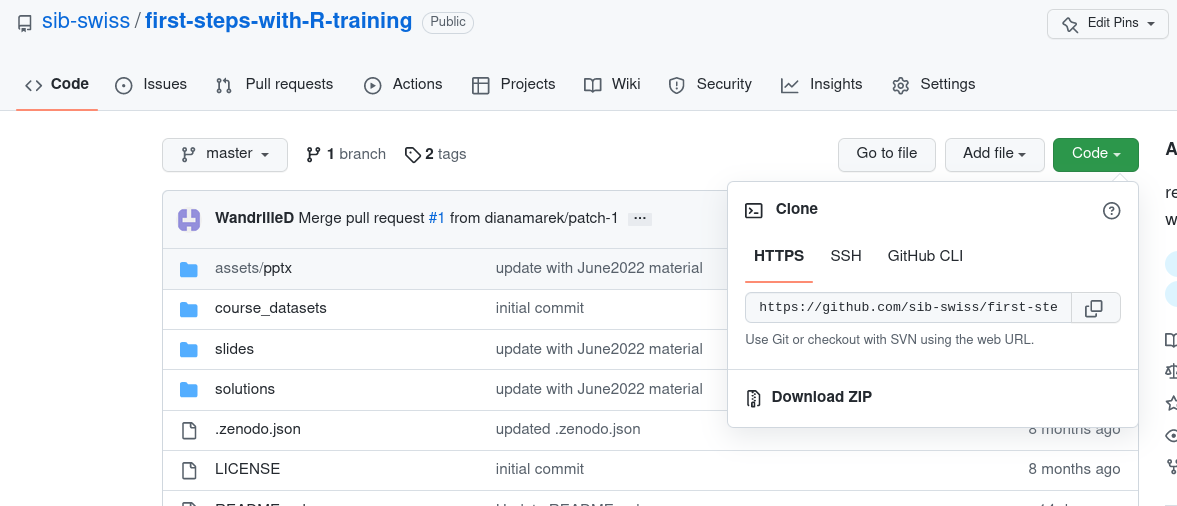 sib-swiss / first-steps-with-R-training Public Edit Pins
Code Issues Pull requests Actions Projects Wiki Security Insights Settings
master 1 branch 2 tags Go to file Add file Code
WandrilleD Merge pull request #1 from dianamarek/patch-1 ...
Clone
HTTPS SSH GitHub CLI
https://github.com/sib-swiss/first-ste
Use Git or checkout with SVN using the web URL.
Download ZIP
assets/pptx update with June2022 material
course_datasets initial commit
slides update with June2022 material
solutions update with June2022 material
.zenodo.json updated .zenodo.json 8 months ago
LICENSE initial commit 8 months ago